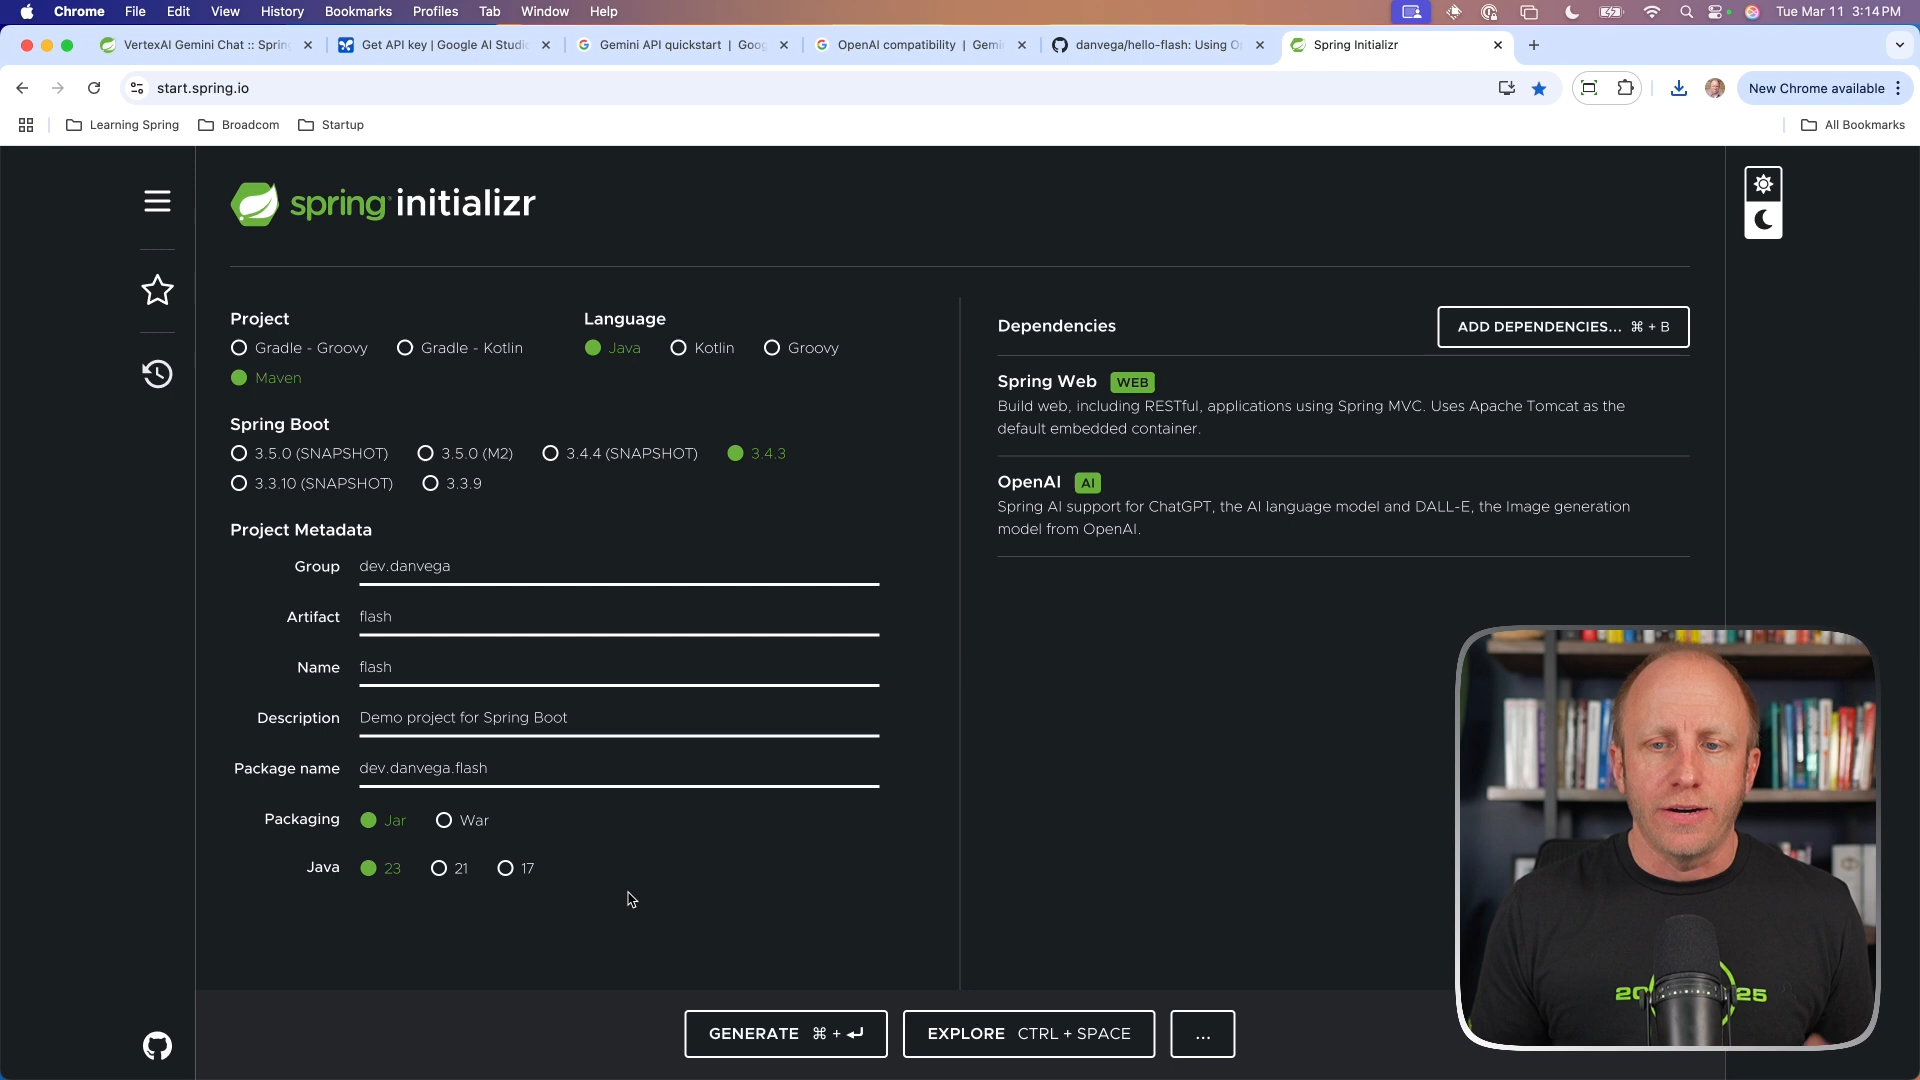 Chrome File Edit View History Bookmarks Profiles Tab Window Help Tue Mar 11 3:14 PM
VertexAI Gemini Chat :: Spring Get API key | Google AI Studio Gemini API quickstart | Goog OpenAI compatibility | Gemi danvega/hello-flash: Using O Spring Initializr
start.spring.io New Chrome available
Learning Spring Broadcom Startup All Bookmarks
spring initializr
Project Language
Gradle - Groovy Gradle - Kotlin Java Kotlin Groovy
Maven
Spring Boot
3.5.0 (SNAPSHOT) 3.5.0 (M2) 3.4.4 (SNAPSHOT) 3.4.3
3.3.10 (SNAPSHOT) 3.3.9
Project Metadata
Group dev.danvega
Artifact flash
Name flash
Description Demo project for Spring Boot
Package name dev.danvega.flash
Packaging Jar War
Java 23 21 17
Dependencies ADD DEPENDENCIES... ⌘ + B
Spring Web WEB
Build web, including RESTful, applications using Spring MVC. Uses Apache Tomcat as the
default embedded container.
OpenAI AI
Spring AI support for ChatGPT, the AI language model and DALL-E, the Image generation
model from OpenAI.
GENERATE ⌘ + ⏎ EXPLORE CTRL + SPACE ...
20 25